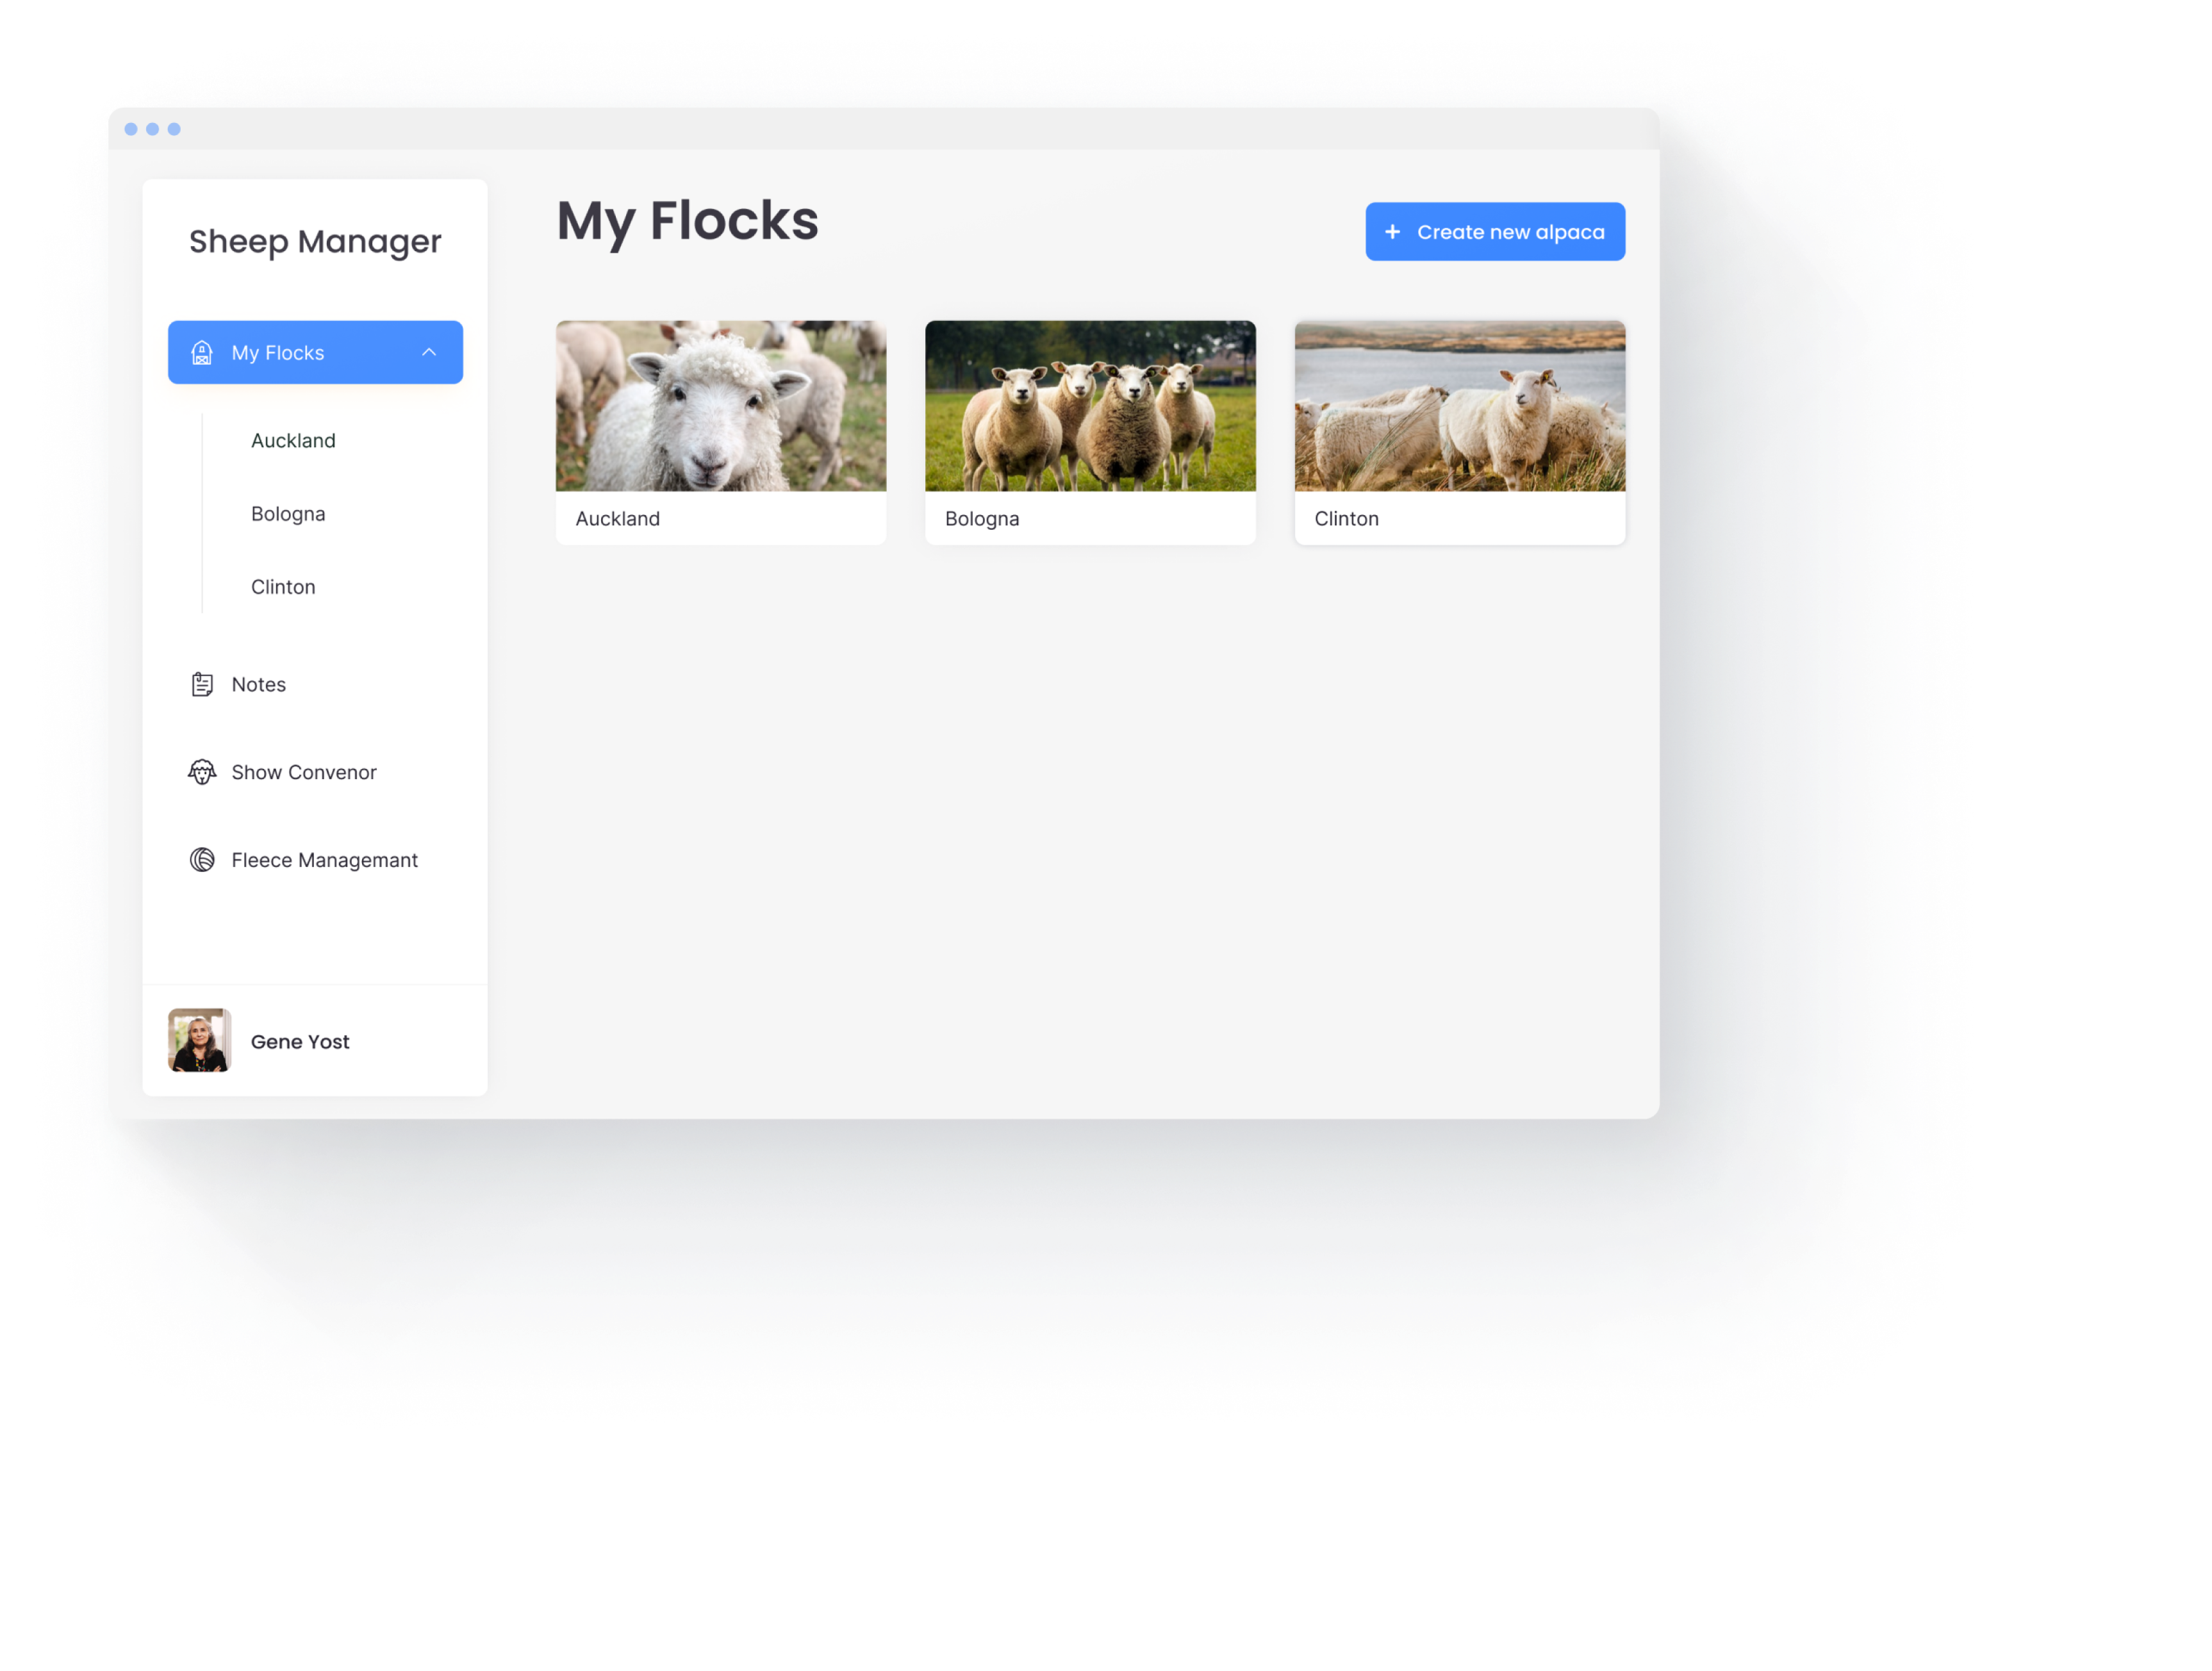 Sheep Manager
My Flocks
Auckland
Bologna
Clinton
Notes
Show Convenor
Fleece Managemant
Gene Yost
My Flocks
+ Create new alpaca
Auckland
Bologna
Clinton